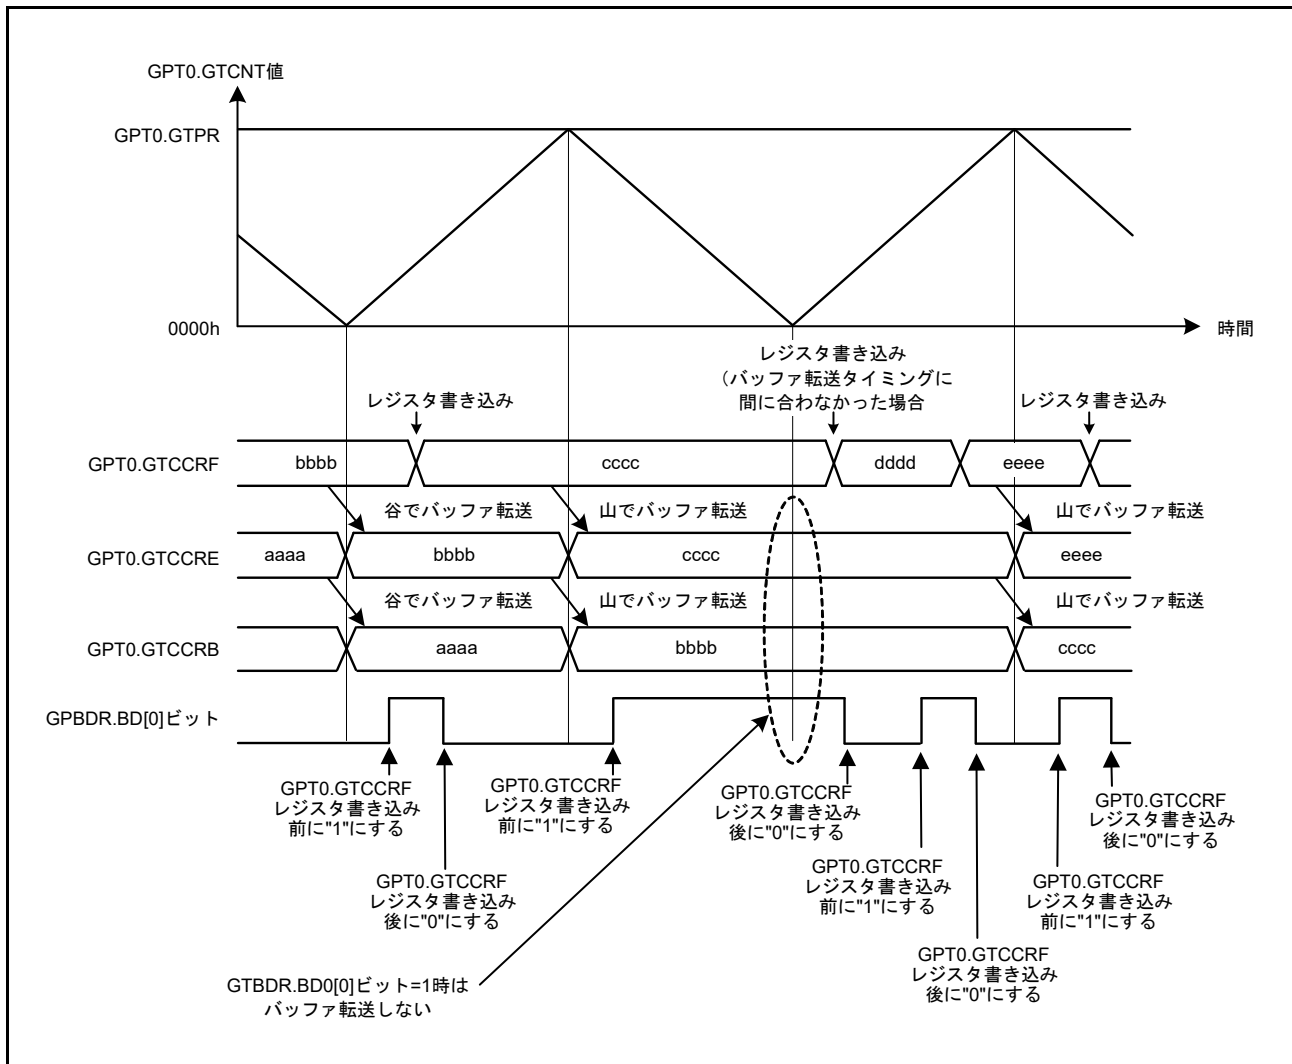 GPT0.GTCNT値
GPT0.GTPR
0000h
時間
レジスタ書き込み
(バッファ転送タイミングに
間に合わなかった場合
レジスタ書き込み
レジスタ書き込み
GPT0.GTCCRF
bbbb
cccc
dddd
eeee
谷でバッファ転送
山でバッファ転送
山でバッファ転送
GPT0.GTCCRE
aaaa
bbbb
cccc
eeee
谷でバッファ転送
山でバッファ転送
山でバッファ転送
GPT0.GTCCRB
aaaa
bbbb
cccc
GPBDR.BD[0]ビット
GPT0.GTCCRF
レジスタ書き込み
前に"1"にする
GPT0.GTCCRF
レジスタ書き込み
前に"1"にする
GPT0.GTCCRF
レジスタ書き込み
後に"0"にする
GPT0.GTCCRF
レジスタ書き込み
後に"0"にする
GPT0.GTCCRF
レジスタ書き込み
後に"0"にする
GPT0.GTCCRF
レジスタ書き込み
前に"1"にする
GPT0.GTCCRF
レジスタ書き込み
前に"1"にする
GPT0.GTCCRF
レジスタ書き込み
後に"0"にする
GTBDR.BD0[0]ビット=1時は
バッファ転送しない